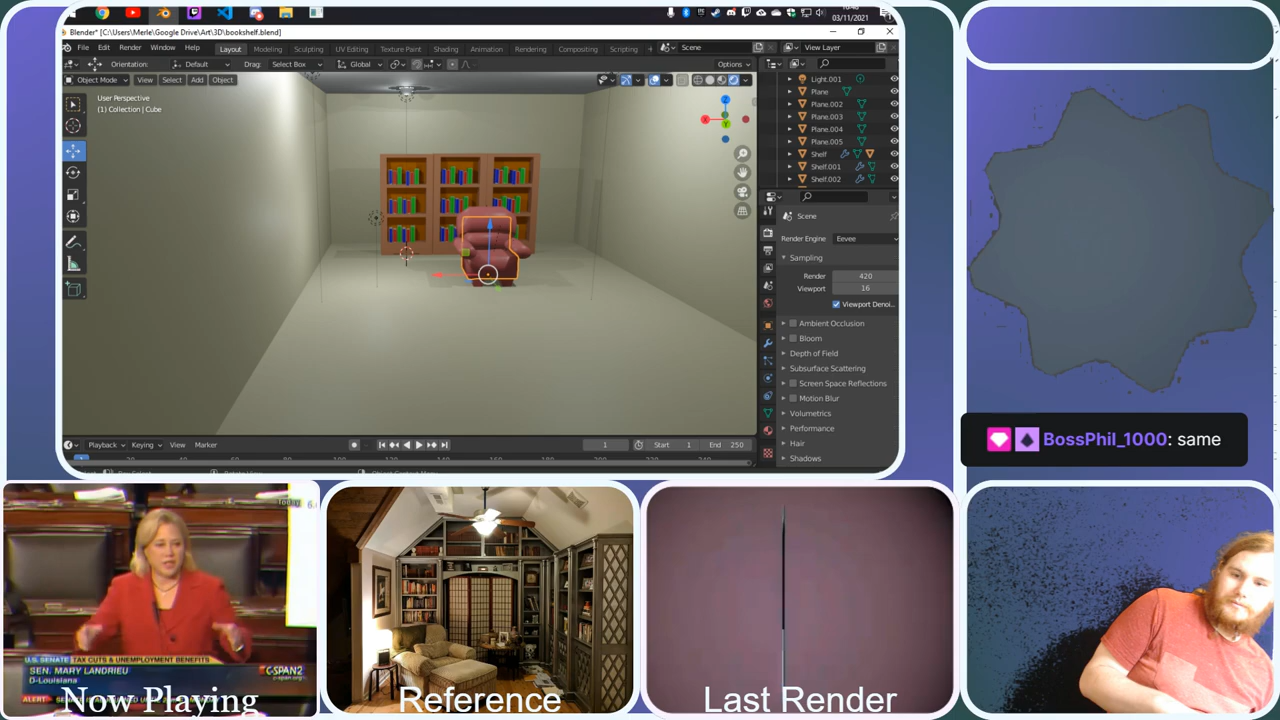 03/11/2021
Blender* [C:\Users\Merle\Google Drive\Art\3D\bookshelf.blend]
File Edit Render Window Help Layout Modeling Sculpting UV Editing Texture Paint Shading Animation Rendering Compositing Scripting + Scene View Layer
Orientation: Default Drag: Select Box Global Options
Object Mode View Select Add Object
User Perspective
(1) Collection | Cube
Z
X
Y
Light.001
Plane
Plane.002
Plane.003
Plane.004
Plane.005
Shelf
Shelf.001
Shelf.002
Scene
Render Engine Eevee
Sampling
Render 420
Viewport 16
Viewport Denoi...
Ambient Occlusion
Bloom
Depth of Field
Subsurface Scattering
Screen Space Reflections
Motion Blur
Volumetrics
Performance
Hair
Shadows
Playback Keying View Marker 1 Start 1 End 250
BossPhil_1000: same
Today
U.S. SENATE TAX CUTS & UNEMPLOYMENT BENEFITS
SEN. MARY LANDRIEU
D-Louisiana
C-SPAN2
c-span.org
ALERT
Now Playing
Reference
Last Render